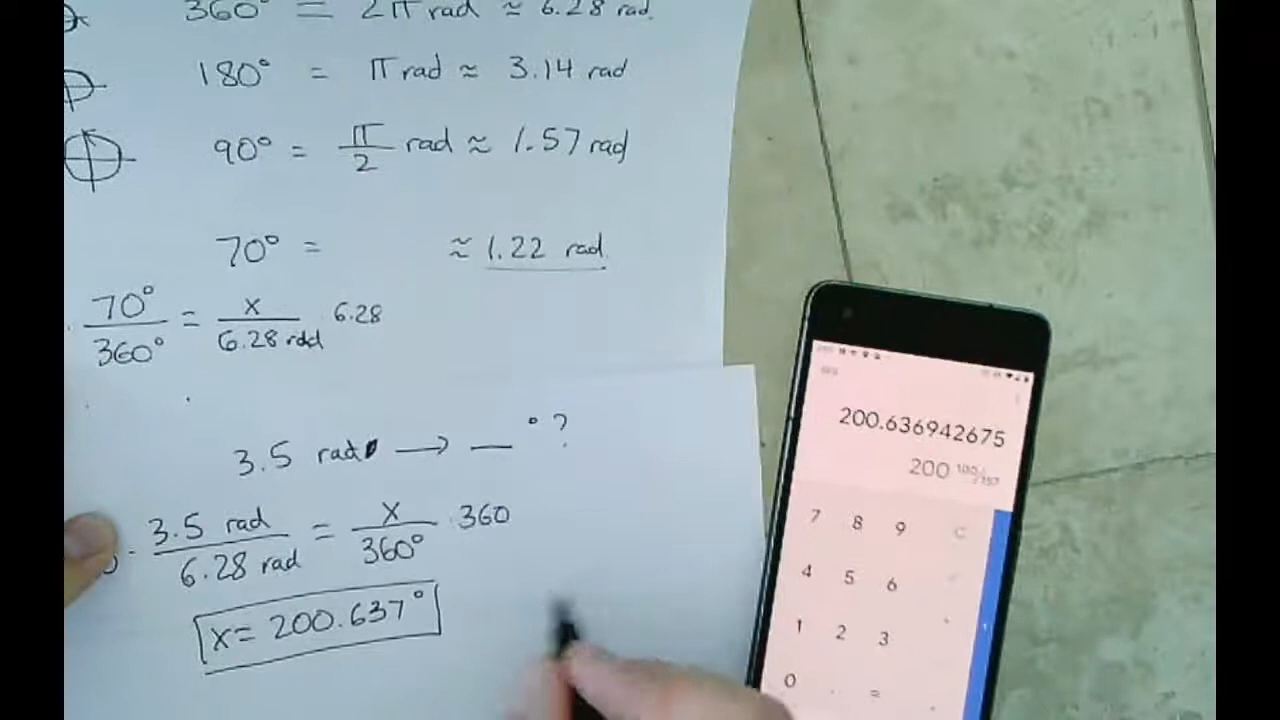 360° = 2π rad ≈ 6.28 rad.
180° = π rad ≈ 3.14 rad
90° = π/2 rad ≈ 1.57 rad
70° = ≈ 1.22 rad.
70°/360° = x/6.28 rad 6.28
3.5 rad → __ °?
· 3.5 rad/6.28 rad = x/360° · 360
x = 200.637°
200.636942675
200 100/157
7 8 9 C
4 5 6
1 2 3
0 . =